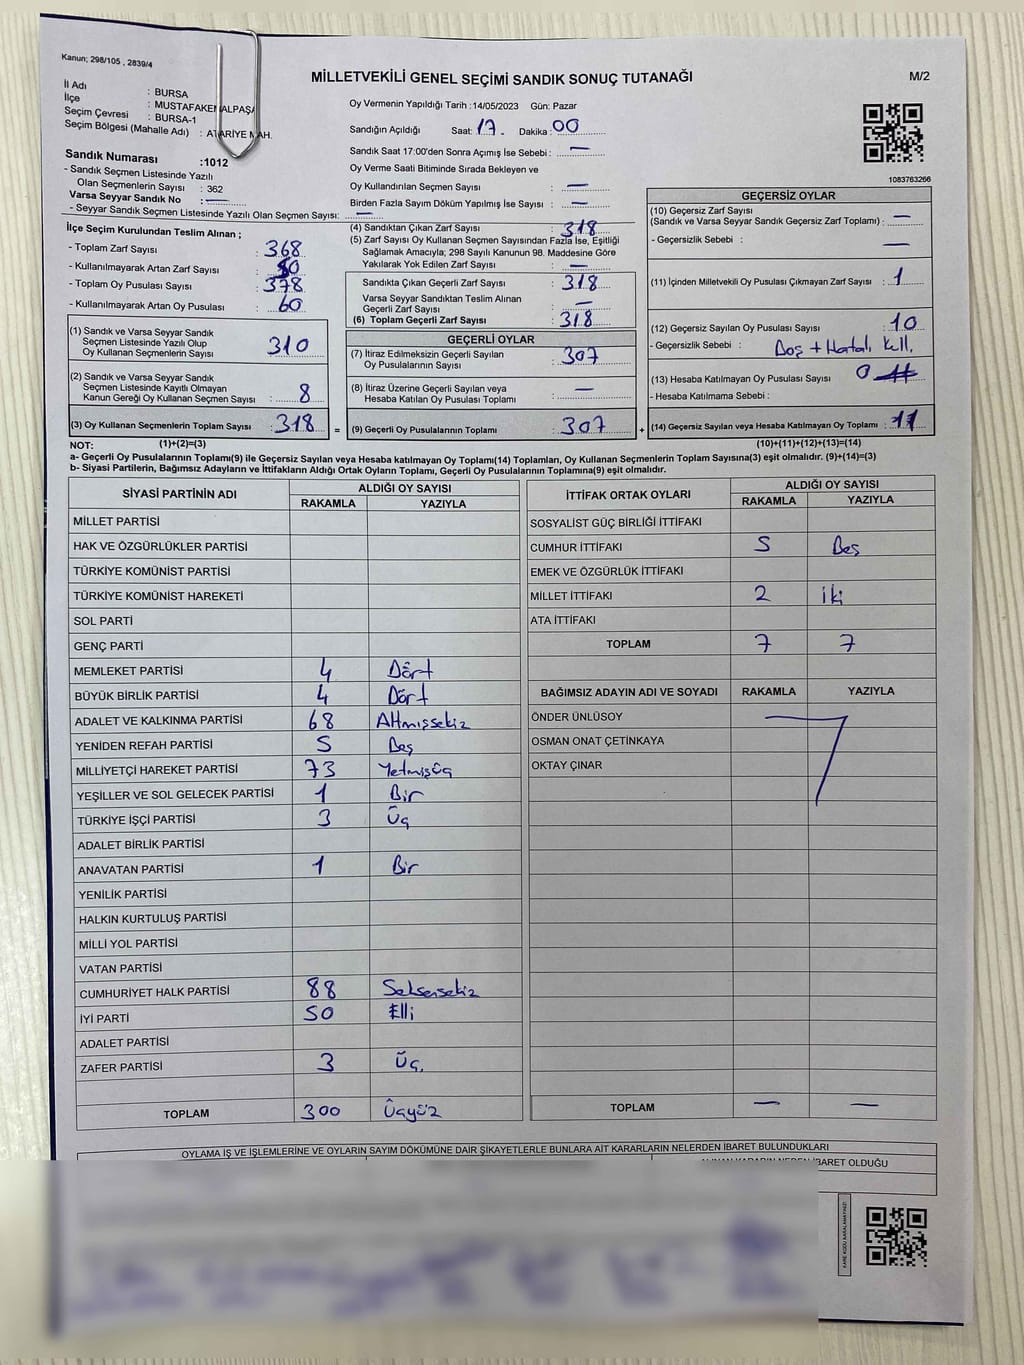 Kanun; 298/105 , 2839/4
MİLLETVEKİLİ GENEL SEÇİMİ SANDIK SONUÇ TUTANAĞI
M/2
İl Adı : BURSA
İlçe : MUSTAFAKEMALPAŞA
Seçim Çevresi : BURSA-1
Seçim Bölgesi (Mahalle Adı) : ATARİYE MAH.
Sandık Numarası :1012
- Sandık Seçmen Listesinde Yazılı
Olan Seçmenlerin Sayısı : 362
Varsa Seyyar Sandık No : —
- Seyyar Sandık Seçmen Listesinde Yazılı Olan Seçmen Sayısı: —
Oy Vermenin Yapıldığı Tarih :14/05/2023 Gün: Pazar
Sandığın Açıldığı Saat: 17. Dakika: 00
Sandık Saat 17:00'den Sonra Açımış İse Sebebi : —
Oy Verme Saati Bitiminde Sırada Bekleyen ve
Oy Kullandırılan Seçmen Sayısı : —
Birden Fazla Sayım Döküm Yapılmış İse Sayısı : —
1083763266
İlçe Seçim Kurulundan Teslim Alınan ;
- Toplam Zarf Sayısı : 368
- Kullanılmayarak Artan Zarf Sayısı : 50
- Toplam Oy Pusulası Sayısı : 378
- Kullanılmayarak Artan Oy Pusulası : 60
(1) Sandık ve Varsa Seyyar Sandık
Seçmen Listesinde Yazılı Olup
Oy Kullanan Seçmenlerin Sayısı : 310
(2) Sandık ve Varsa Seyyar Sandık
Seçmen Listesinde Kayıtlı Olmayan
Kanun Gereği Oy Kullanan Seçmen Sayısı : 8
(3) Oy Kullanan Seçmenlerin Toplam Sayısı : 318
(4) Sandıktan Çıkan Zarf Sayısı : 318
(5) Zarf Sayısı Oy Kullanan Seçmen Sayısından Fazla İse, Eşitliği
Sağlamak Amacıyla; 298 Sayılı Kanunun 98. Maddesine Göre
Yakılarak Yok Edilen Zarf Sayısı : —
Sandıkta Çıkan Geçerli Zarf Sayısı : 318
Varsa Seyyar Sandıktan Teslim Alınan
Geçerli Zarf Sayısı : —
(6) Toplam Geçerli Zarf Sayısı : 318
GEÇERLİ OYLAR
(7) İtiraz Edilmeksizin Geçerli Sayılan
Oy Pusulalarının Sayısı : 307
(8) İtiraz Üzerine Geçerli Sayılan veya
Hesaba Katılan Oy Pusulası Toplamı : —
= (9) Geçerli Oy Pusulalarının Toplamı : 307
GEÇERSİZ OYLAR
(10) Geçersiz Zarf Sayısı
(Sandık ve Varsa Seyyar Sandık Geçersiz Zarf Toplamı) : —
- Geçersizlik Sebebi : —
(11) İçinden Milletvekili Oy Pusulası Çıkmayan Zarf Sayısı : 1
(12) Geçersiz Sayılan Oy Pusulası Sayısı : 10
- Geçersizlik Sebebi : Boş + Hatalı Kull.
(13) Hesaba Katılmayan Oy Pusulası Sayısı : 0
- Hesaba Katılmama Sebebi :
+ (14) Geçersiz Sayılan veya Hesaba Katılmayan Oy Toplamı : 11
NOT: (1)+(2)=(3) (10)+(11)+(12)+(13)=(14)
a- Geçerli Oy Pusulalarının Toplamı(9) ile Geçersiz Sayılan veya Hesaba katılmayan Oy Toplamı(14) Toplamları, Oy Kullanan Seçmenlerin Toplam Sayısına(3) eşit olmalıdır. (9)+(14)=(3)
b- Siyasi Partilerin, Bağımsız Adayların ve İttifakların Aldığı Ortak Oyların Toplamı, Geçerli Oy Pusulalarının Toplamına(9) eşit olmalıdır.
SİYASİ PARTİNİN ADI
ALDIĞI OY SAYISI
RAKAMLA YAZIYLA
MİLLET PARTİSİ
HAK VE ÖZGÜRLÜKLER PARTİSİ
TÜRKİYE KOMÜNİST PARTİSİ
TÜRKİYE KOMÜNİST HAREKETİ
SOL PARTİ
GENÇ PARTİ
MEMLEKET PARTİSİ 4 Dört
BÜYÜK BİRLİK PARTİSİ 4 Dört
ADALET VE KALKINMA PARTİSİ 68 Altmışsekiz
YENİDEN REFAH PARTİSİ 5 Beş
MİLLİYETÇİ HAREKET PARTİSİ 73 Yetmişüç
YEŞİLLER VE SOL GELECEK PARTİSİ 1 Bir
TÜRKİYE İŞÇİ PARTİSİ 3 Üç
ADALET BİRLİK PARTİSİ
ANAVATAN PARTİSİ 1 Bir
YENİLİK PARTİSİ
HALKIN KURTULUŞ PARTİSİ
MİLLİ YOL PARTİSİ
VATAN PARTİSİ
CUMHURİYET HALK PARTİSİ 88 Seksensekiz
İYİ PARTİ 50 Elli
ADALET PARTİSİ
ZAFER PARTİSİ 3 Üç.
TOPLAM 300 Üçyüz
İTTİFAK ORTAK OYLARI
ALDIĞI OY SAYISI
RAKAMLA YAZIYLA
SOSYALİST GÜÇ BİRLİĞİ İTTİFAKI
CUMHUR İTTİFAKI 5 Beş
EMEK VE ÖZGÜRLÜK İTTİFAKI
MİLLET İTTİFAKI 2 iki
ATA İTTİFAKI
TOPLAM 7 7
BAĞIMSIZ ADAYIN ADI VE SOYADI RAKAMLA YAZIYLA
ÖNDER ÜNLÜSOY
OSMAN ONAT ÇETİNKAYA
OKTAY ÇINAR
TOPLAM — —
OYLAMA İŞ VE İŞLEMLERİNE VE OYLARIN SAYIM DÖKÜMÜNE DAİR ŞİKAYETLERLE BUNLARA AİT KARARLARIN NELERDEN İBARET BULUNDUKLARI
ALINAN KARARIN NEDEN İBARET OLDUĞU
KARE KODU KARALAMAYINIZ!